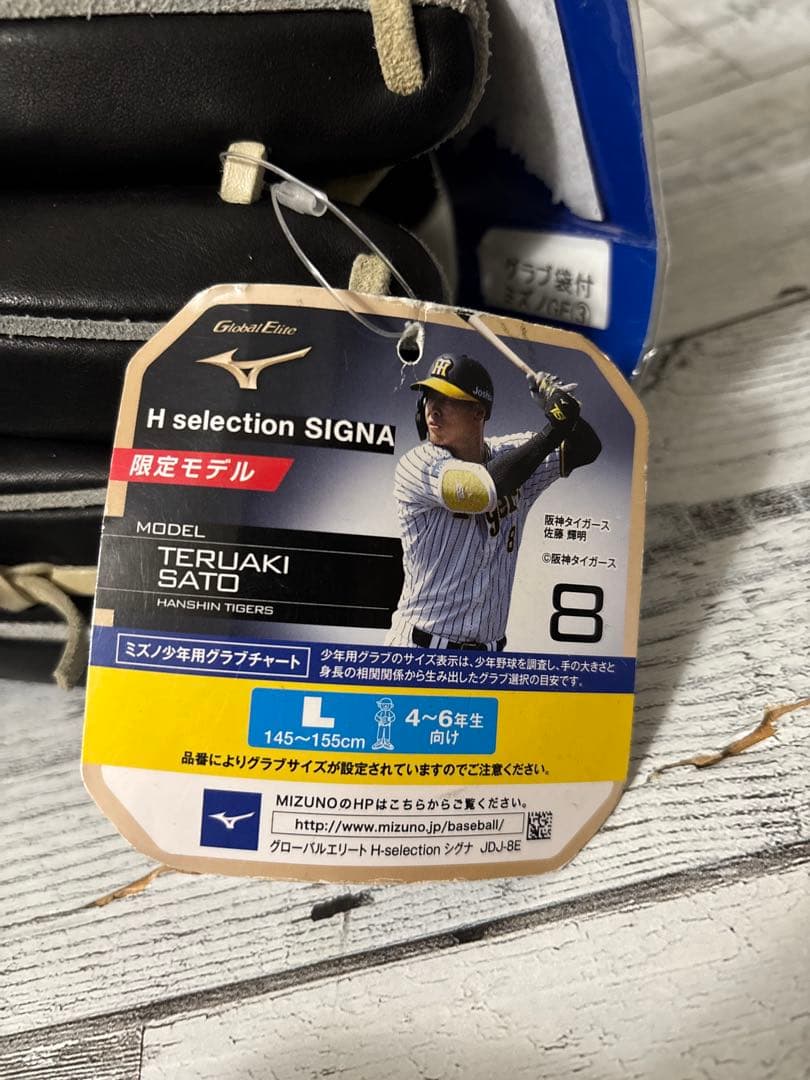 グラブ袋付
ミズノGE③
Global Elite
H selection SIGNA
限定モデル
MODEL
TERUAKI
SATO
HANSHIN TIGERS
Joshi
8
阪神タイガース
佐藤 輝明
©阪神タイガース
8
ミズノ少年用グラブチャート
少年用グラブのサイズ表示は、少年野球を調査し、手の大きさと
身長の相関関係から生み出したグラブ選択の目安です。
L
145〜155cm
4〜6年生
向け
品番によりグラブサイズが設定されていますのでご注意ください。
MIZUNOのHPはこちらからご覧ください。
http://www.mizuno.jp/baseball/
グローバルエリート H-selection シグナ JDJ-8E